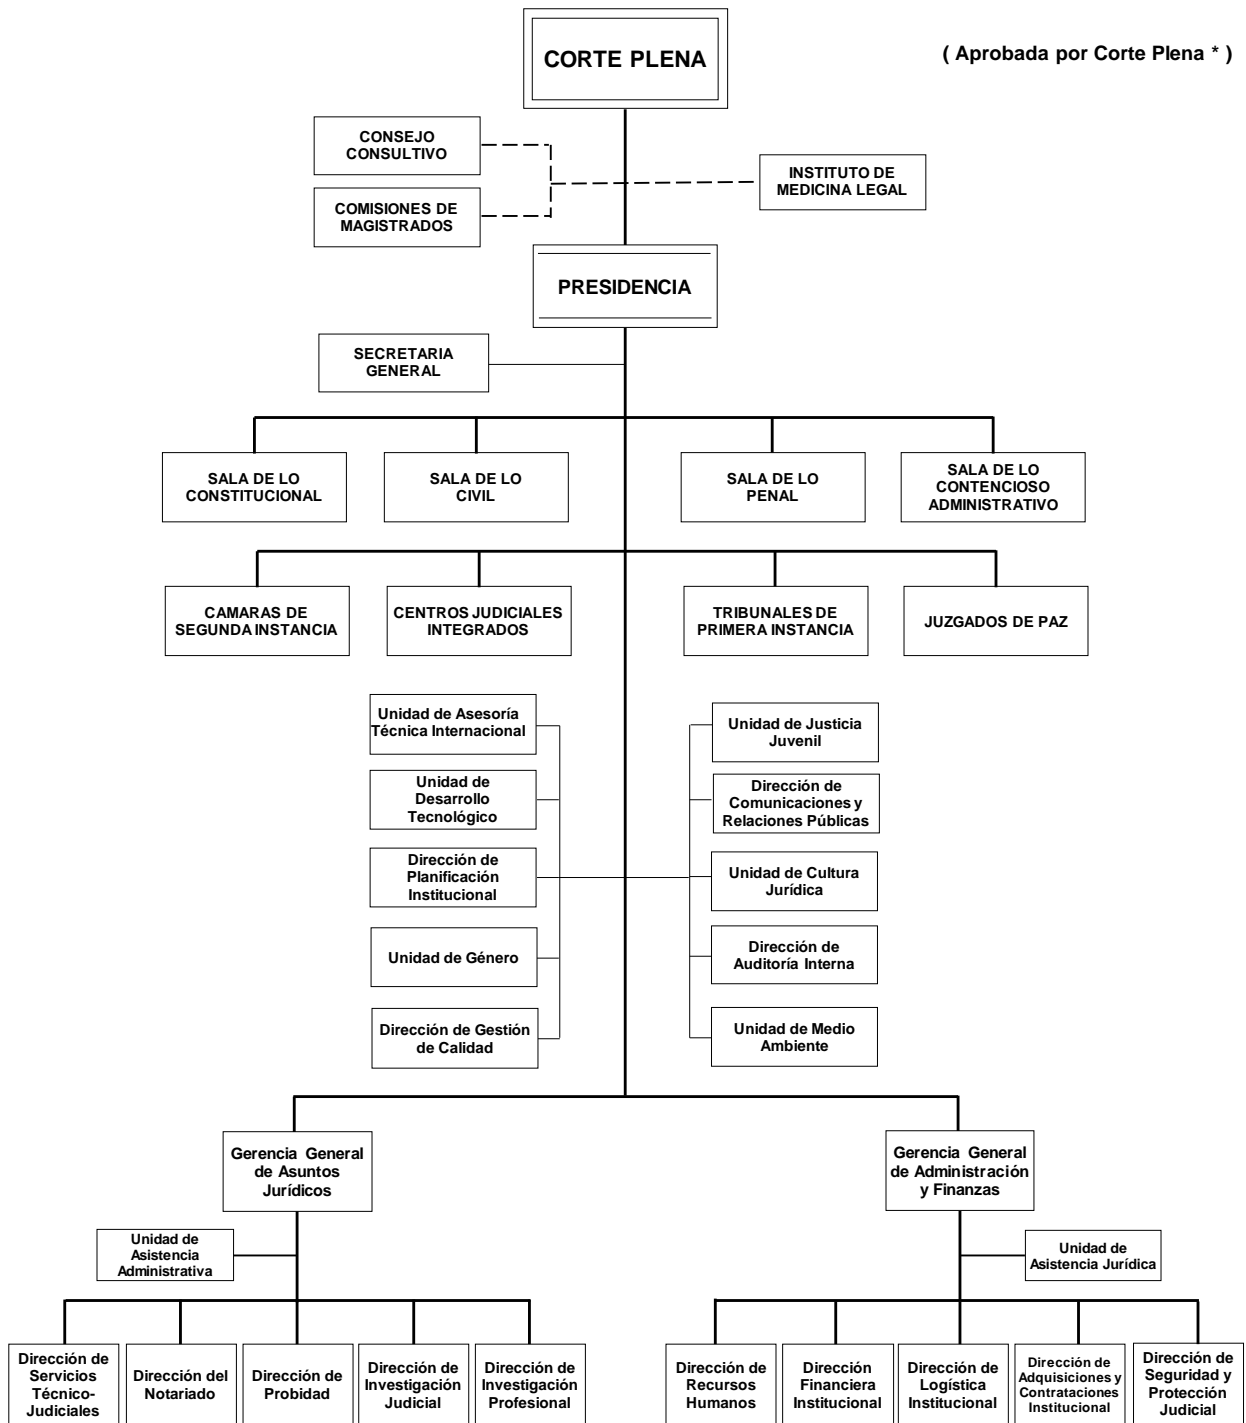 CORTE PLENA
( Aprobada por Corte Plena * )
CONSEJO
CONSULTIVO
INSTITUTO DE
MEDICINA LEGAL
COMISIONES DE
MAGISTRADOS
PRESIDENCIA
SECRETARIA
GENERAL
SALA DE LO
CONSTITUCIONAL
SALA DE LO
CIVIL
SALA DE LO
PENAL
SALA DE LO
CONTENCIOSO
ADMINISTRATIVO
CAMARAS DE
SEGUNDA INSTANCIA
CENTROS JUDICIALES
INTEGRADOS
TRIBUNALES DE
PRIMERA INSTANCIA
JUZGADOS DE PAZ
Unidad de Asesoría
Técnica Internacional
Unidad de Justicia
Juvenil
Unidad de
Desarrollo
Tecnológico
Dirección de
Comunicaciones y
Relaciones Públicas
Dirección de
Planificación
Institucional
Unidad de Cultura
Jurídica
Unidad de Género
Dirección de
Auditoría Interna
Dirección de Gestión
de Calidad
Unidad de Medio
Ambiente
Gerencia General
de Asuntos
Jurídicos
Gerencia General
de Administración
y Finanzas
Unidad de
Asistencia
Administrativa
Unidad de
Asistencia Jurídica
Dirección de
Servicios
Técnico-
Judiciales
Dirección del
Notariado
Dirección de
Probidad
Dirección de
Investigación
Judicial
Dirección de
Investigación
Profesional
Dirección de
Recursos
Humanos
Dirección
Financiera
Institucional
Dirección de
Logística
Institucional
Dirección de
Adquisiciones y
Contrataciones
Institucional
Dirección de
Seguridad y
Protección
Judicial